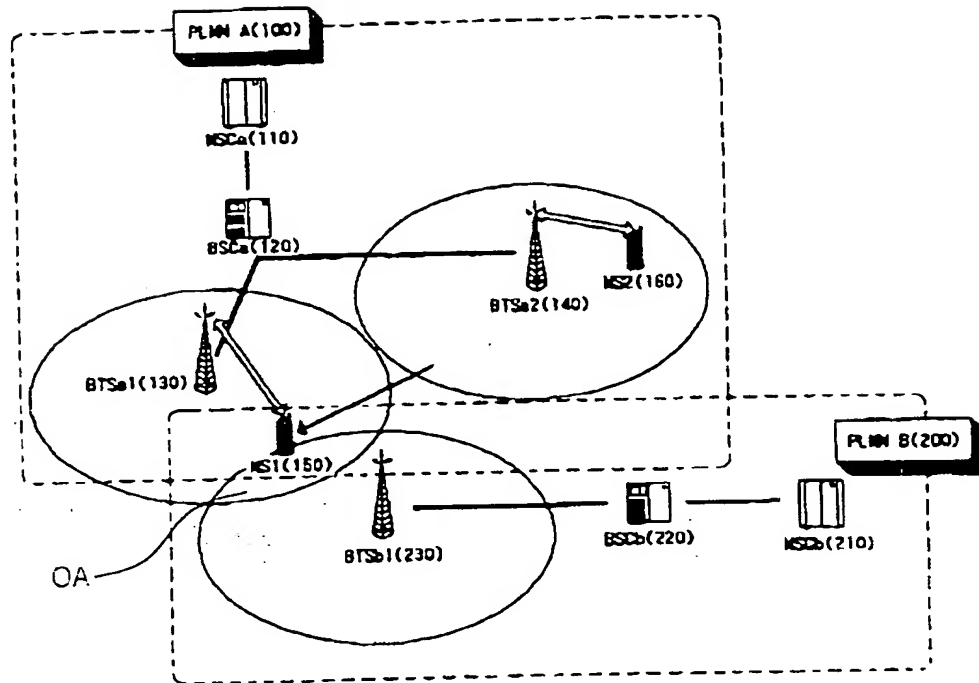 PLMN A(100)
MSCa(110)
BSCa(120)
BTSa2(140)
MS2(160)
BTSa1(130)
MS1(150)
PLMN B(200)
BTSb1(230)
BSCb(220)
MSCb(210)
OA